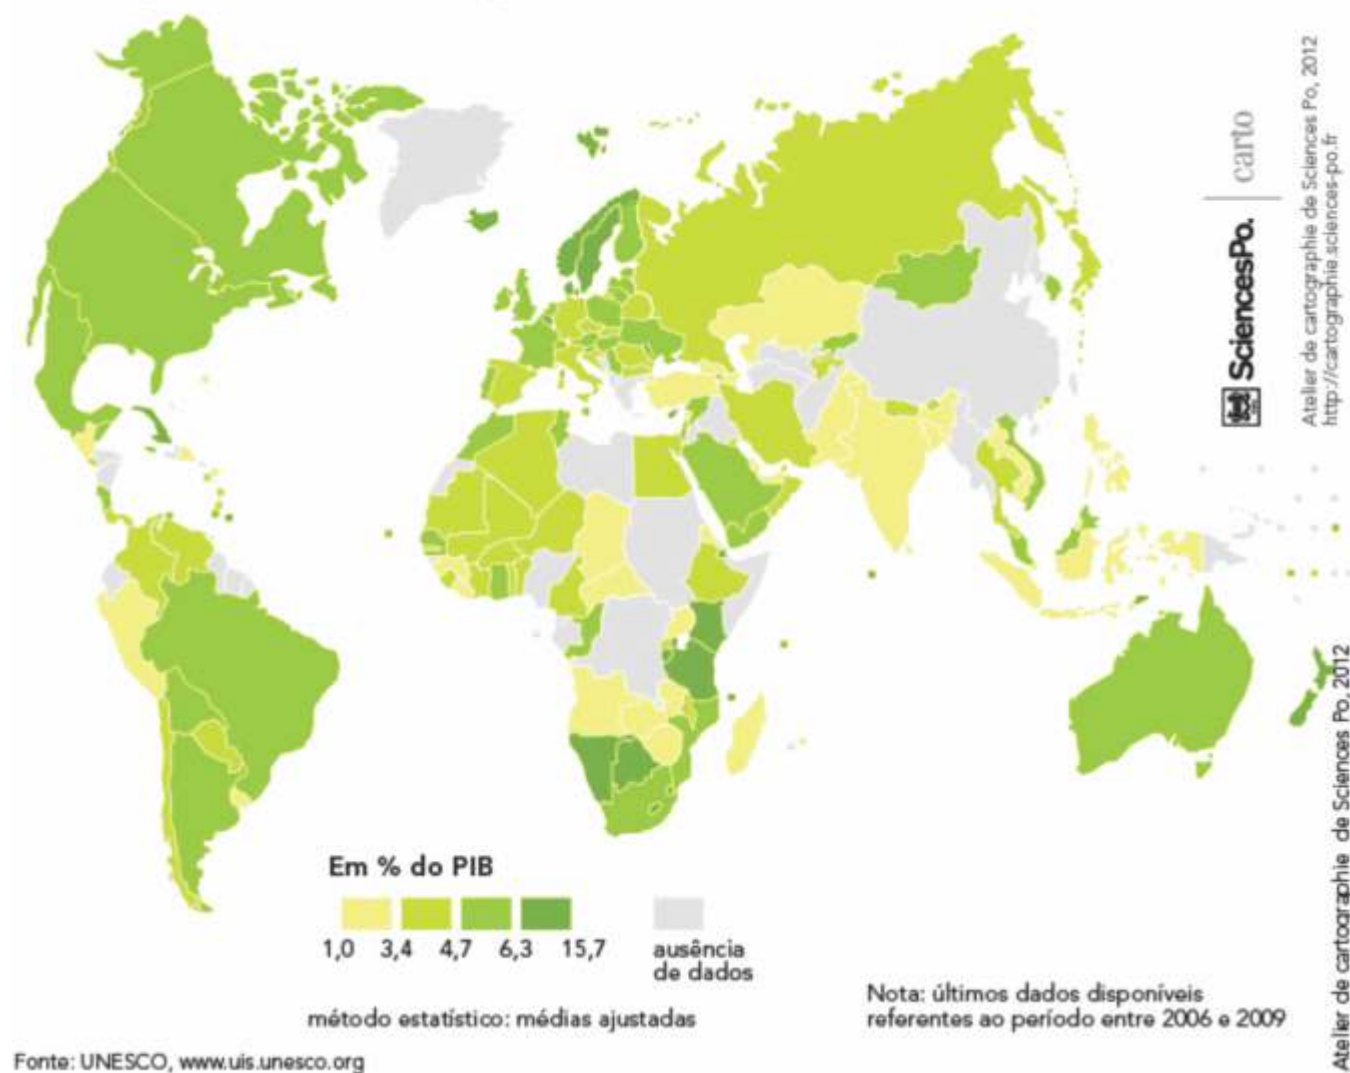 carto
SciencesPo.
Atelier de cartographie de Sciences Po, 2012
http://cartographie.sciences-po.fr
Atelier de cartographie de Sciences Po, 2012
Em % do PIB
1,0 3,4 4,7 6,3 15,7
ausência
de dados
método estatístico: médias ajustadas
Nota: últimos dados disponíveis
referentes ao período entre 2006 e 2009
Fonte: UNESCO, www.uis.unesco.org